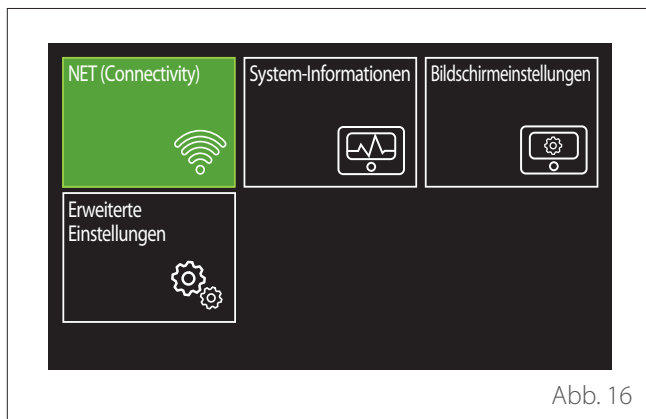 NET (Connectivity)
System-Informationen
Bildschirmeinstellungen
Erweiterte
Einstellungen
Abb. 16